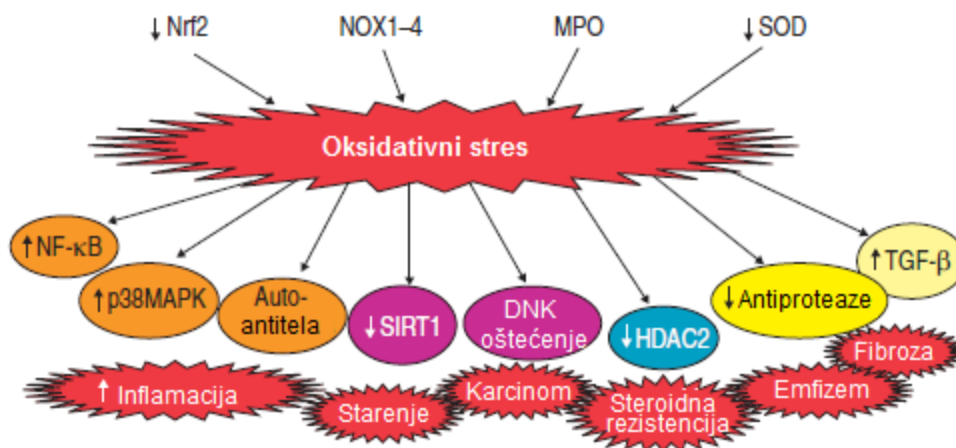 ↓ Nrf2
NOX1–4
MPO
↓ SOD
Oksidativni stres
↑ NF-κB
↑ p38MAPK
Auto-
antitela
↓ SIRT1
DNK
oštećenje
↓ HDAC2
↓ Antiproteaze
↑ TGF-β
↑ Inflamacija
Starenje
Karcinom
Steroidna
rezistencija
Emfizem
Fibroza